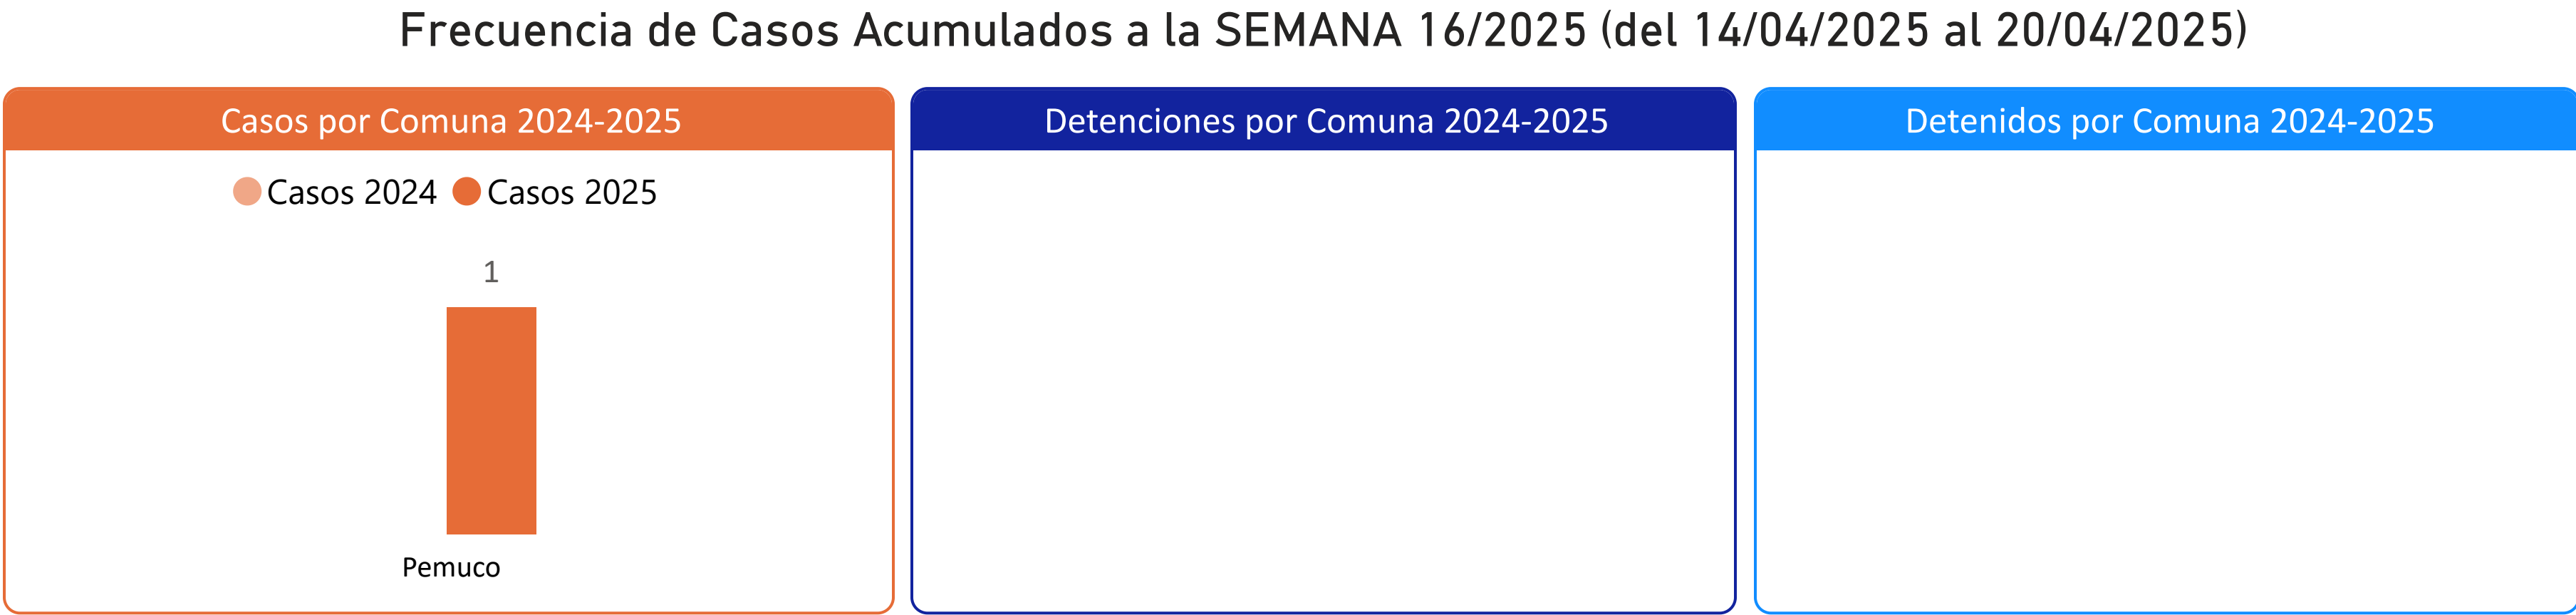 Frecuencia de Casos Acumulados a la SEMANA 16/2025 (del 14/04/2025 al 20/04/2025)
Casos por Comuna 2024-2025
Casos 2024 Casos 2025
1
Pemuco
Detenciones por Comuna 2024-2025
Detenidos por Comuna 2024-2025